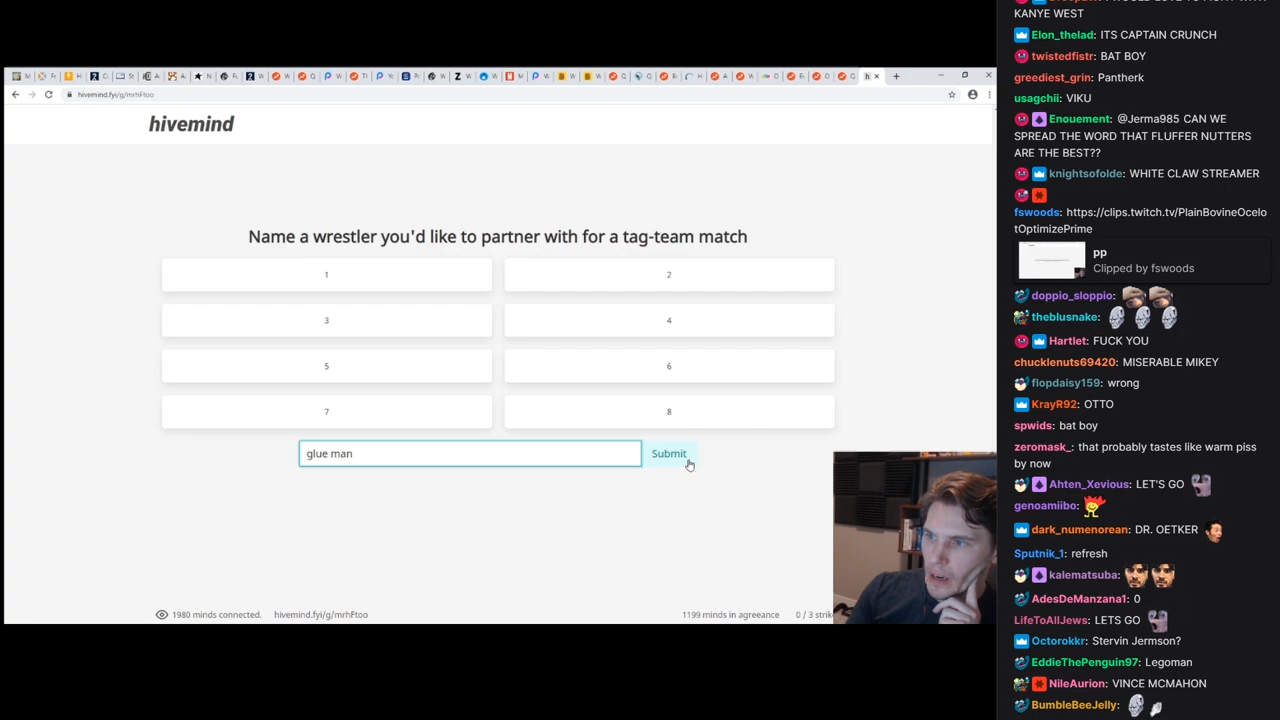 KANYE WEST
Elon_thelad: ITS CAPTAIN CRUNCH
twistedfistr: BAT BOY
greediest_grin: Pantherk
usagchii: VIKU
Enouement: @Jerma985 CAN WE
SPREAD THE WORD THAT FLUFFER NUTTERS
ARE THE BEST??
knightsofolde: WHITE CLAW STREAMER
fswoods: https://clips.twitch.tv/PlainBovineOcelo
tOptimizePrime
pp
Clipped by fswoods
doppio_sloppio:
theblusnake:
Hartlet: FUCK YOU
chucklenuts69420: MISERABLE MIKEY
flopdaisy159: wrong
KrayR92: OTTO
spwids: bat boy
zeromask_: that probably tastes like warm piss
by now
Ahten_Xevious: LET'S GO
genoamiibo:
dark_numenorean: DR. OETKER
Sputnik_1: refresh
kalematsuba:
AdesDeManzana1: 0
LifeToAllJews: LETS GO
Octorokkr: Stervin Jermson?
EddieThePenguin97: Legoman
NileAurion: VINCE MCMAHON
BumbleBeeJelly:
hivemind.fyi/g/mrhFtoo
hivemind
Name a wrestler you'd like to partner with for a tag-team match
1
2
3
4
5
6
7
8
glue man
Submit
1980 minds connected.
hivemind.fyi/g/mrhFtoo
1199 minds in agreeance
0 / 3 strik